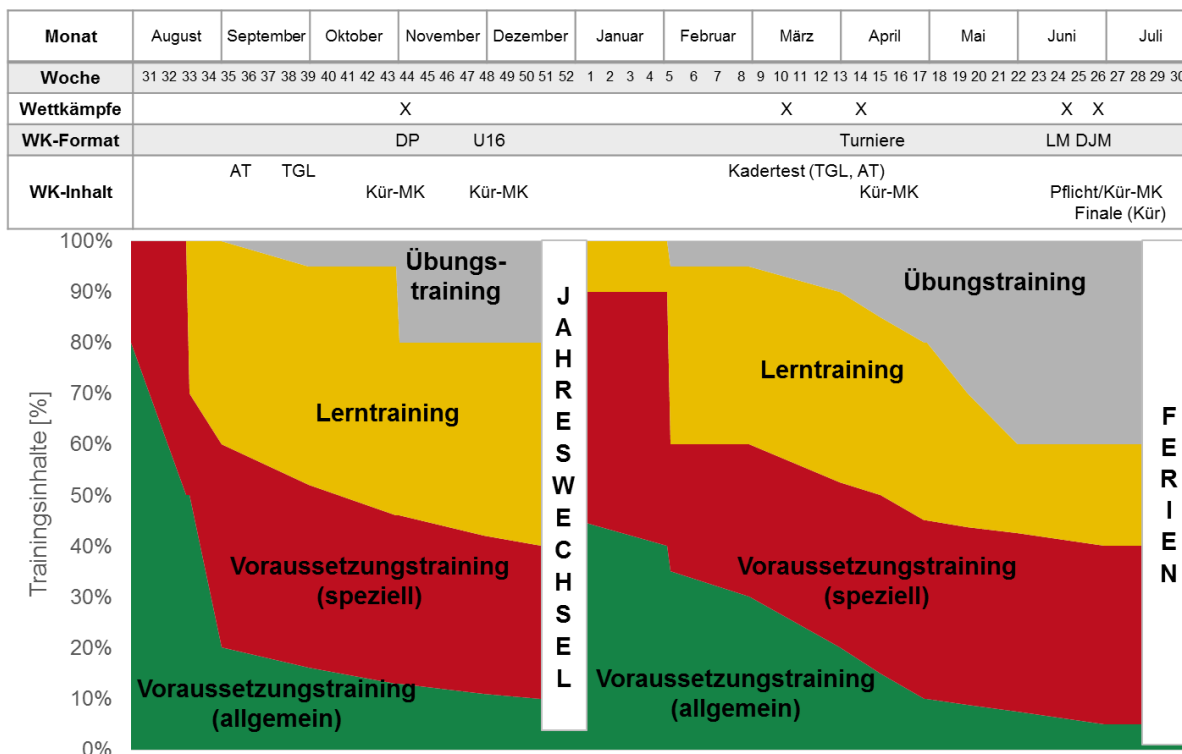 Monat August September Oktober November Dezember Januar Februar März April Mai Juni Juli
Woche 31 32 33 34 35 36 37 38 39 40 41 42 43 44 45 46 47 48 49 50 51 52 1 2 3 4 5 6 7 8 9 10 11 12 13 14 15 16 17 18 19 20 21 22 23 24 25 26 27 28 29 30
Wettkämpfe X X X X X
WK-Format DP U16 Turniere LM DJM
AT TGL Kadertest (TGL, AT)
WK-Inhalt Kür-MK Kür-MK Kür-MK Pflicht/Kür-MK
Finale (Kür)
Trainingsinhalte [%]
100%
90%
80%
70%
60%
50%
40%
30%
20%
10%
0%
Übungs-
training
Lerntraining
Voraussetzungstraining
(speziell)
Voraussetzungstraining
(allgemein)
JAHRESWECHSEL
Übungstraining
Lerntraining
Voraussetzungstraining
(speziell)
Voraussetzungstraining
(allgemein)
FERIEN